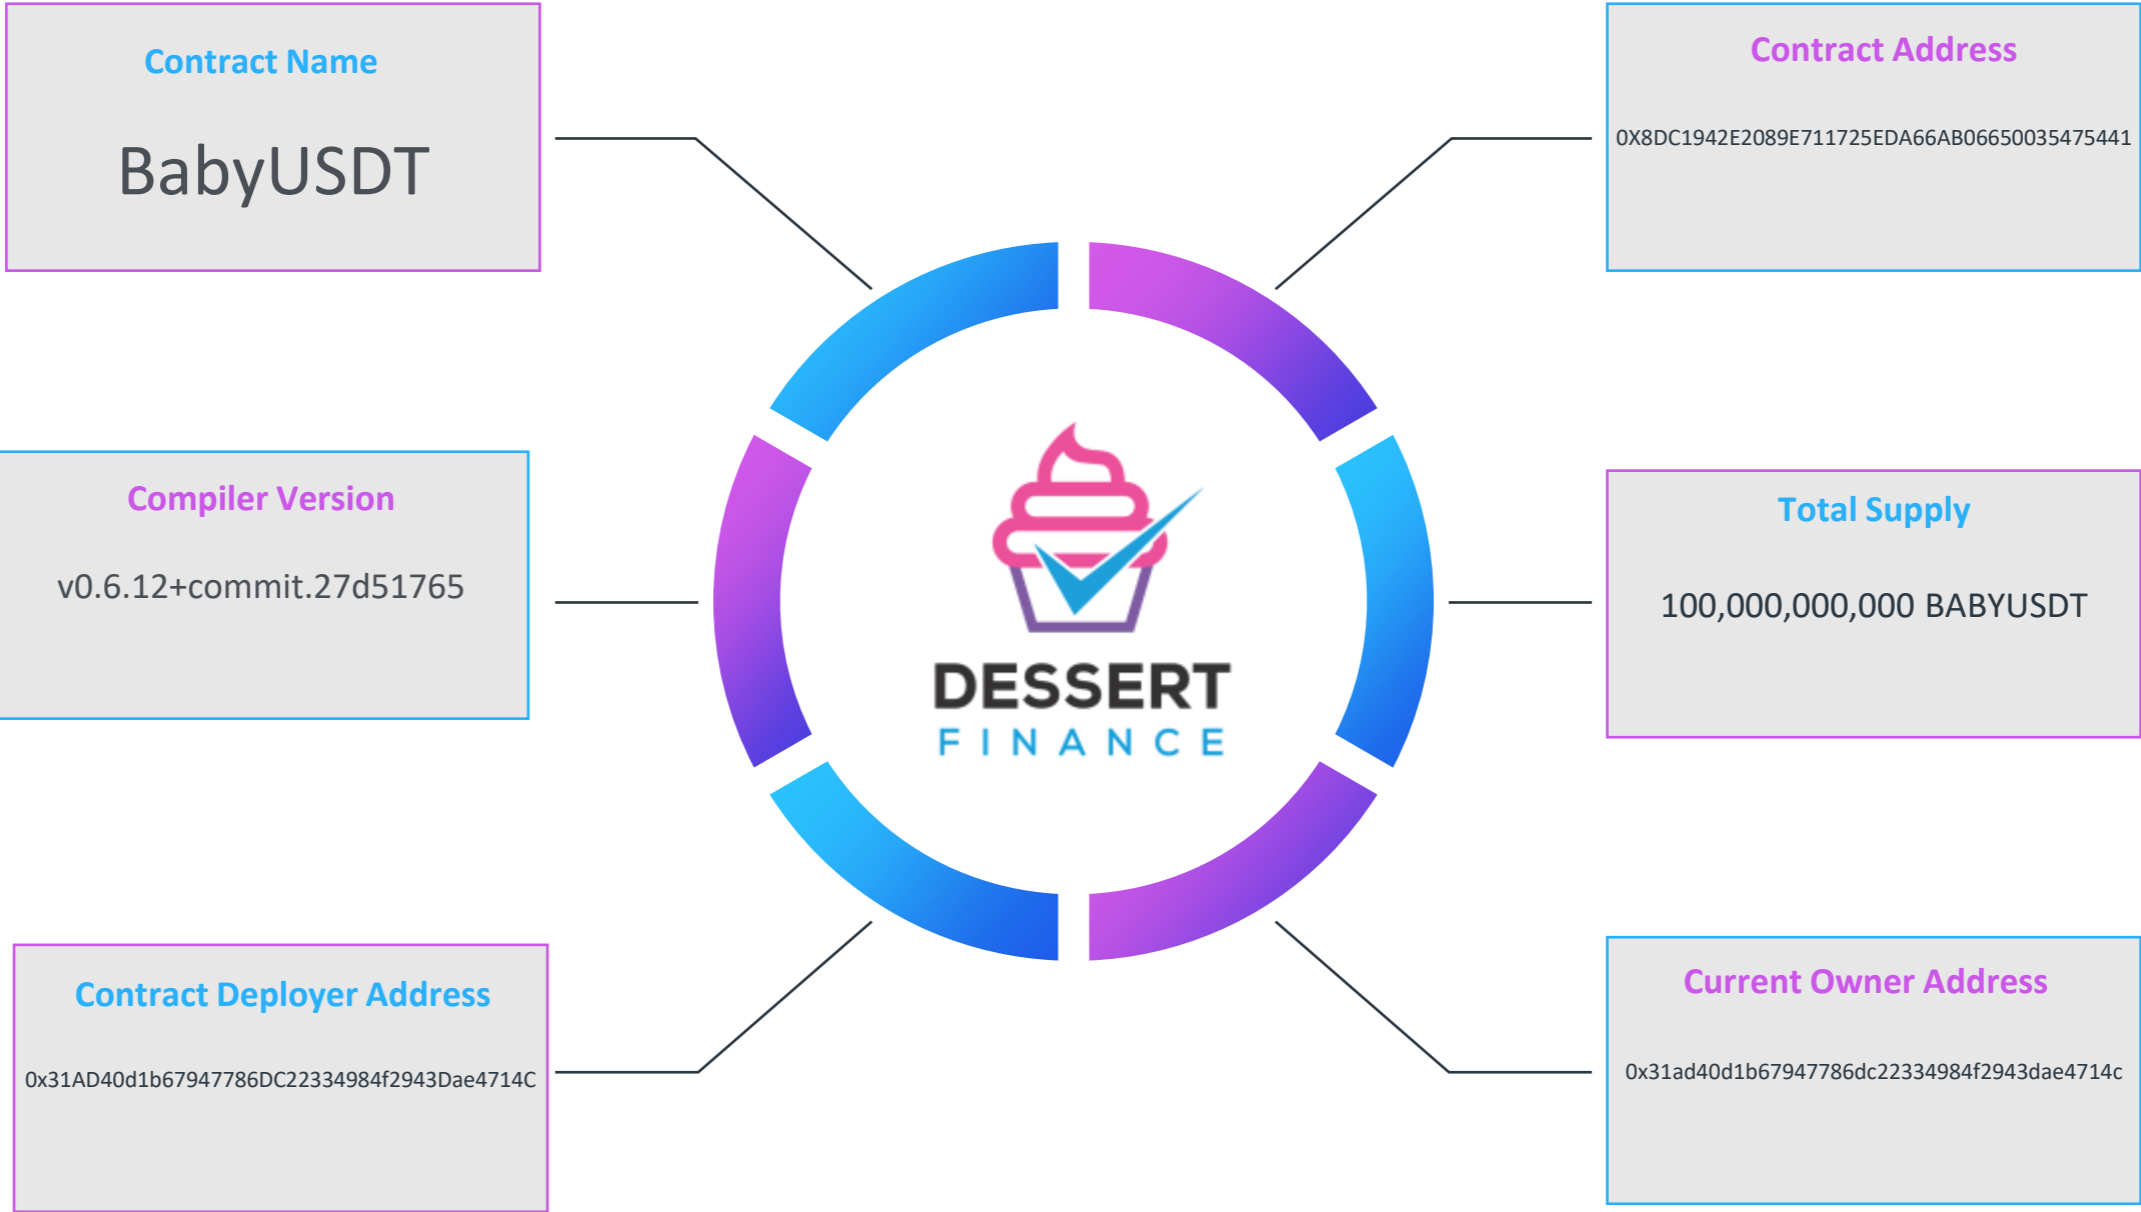 Contract Name
BabyUSDT
Contract Address
0X8DC1942E2089E711725EDA66AB06650035475441
Compiler Version
v0.6.12+commit.27d51765
Total Supply
100,000,000,000 BABYUSDT
DESSERT
FINANCE
Contract Deployer Address
0x31AD40d1b67947786DC22334984f2943Dae4714C
Current Owner Address
0x31ad40d1b67947786dc22334984f2943dae4714c